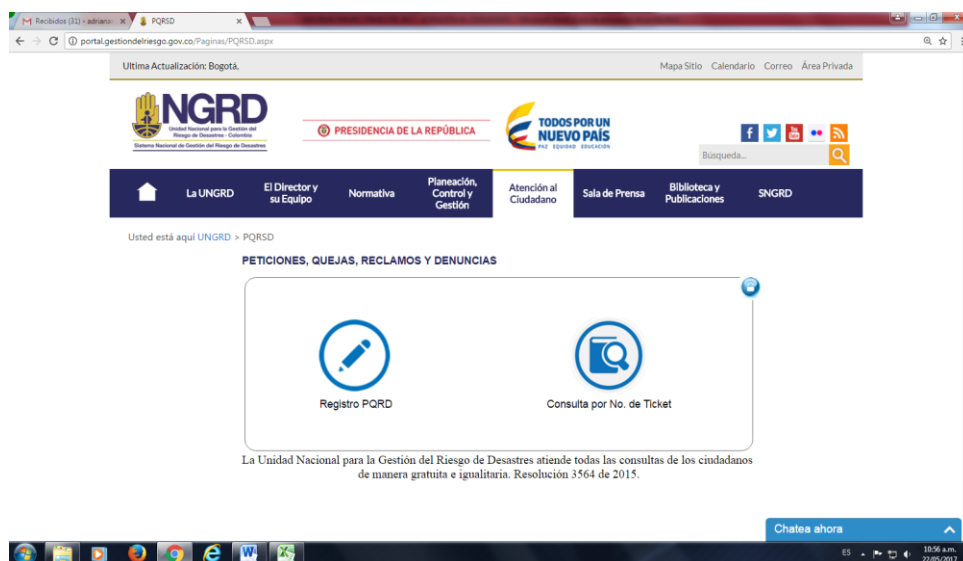 Recibidos (31) - adriana
PQRSD
portal.gestiondelriesgo.gov.co/Paginas/PQRSD.aspx
Ultima Actualización: Bogotá,
Mapa Sitio Calendario Correo Área Privada
NGRD
Unidad Nacional para la Gestión del
Riesgo de Desastres - Colombia
Sistema Nacional de Gestión del Riesgo de Desastres
PRESIDENCIA DE LA REPÚBLICA
TODOS POR UN
NUEVO PAÍS
PAZ EQUIDAD EDUCACIÓN
Búsqueda...
La UNGRD
El Director y
su Equipo
Normativa
Planeación,
Control y
Gestión
Atención al
Ciudadano
Sala de Prensa
Biblioteca y
Publicaciones
SNGRD
Usted está aquí UNGRD > PQRSD
PETICIONES, QUEJAS, RECLAMOS Y DENUNCIAS
Registro PQRD
Consulta por No. de Ticket
La Unidad Nacional para la Gestión del Riesgo de Desastres atiende todas las consultas de los ciudadanos
de manera gratuita e igualitaria. Resolución 3564 de 2015.
Chatea ahora
ES
10:56 a.m.
22/05/2017